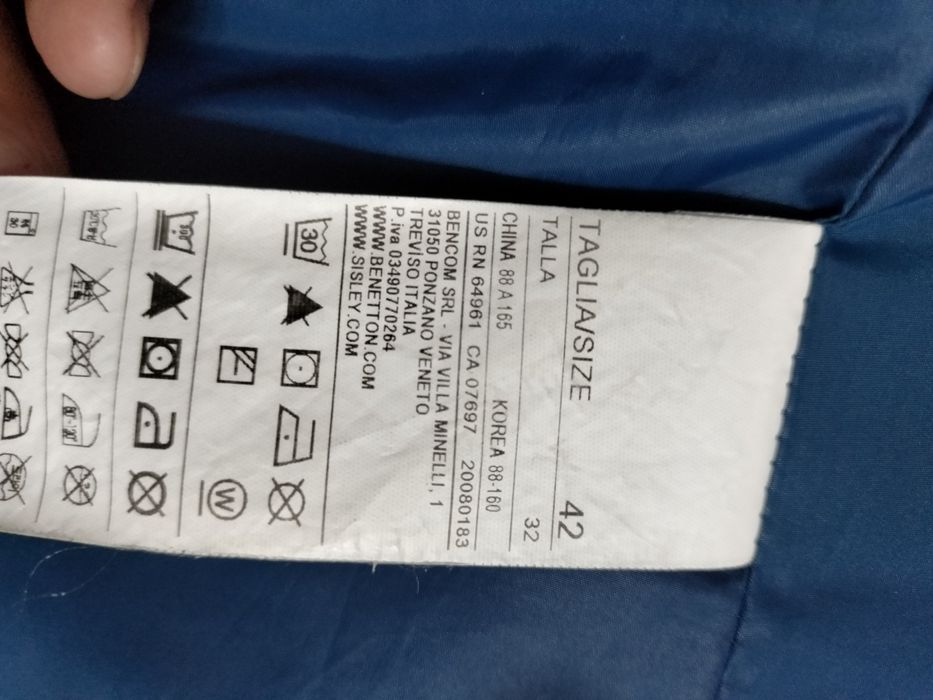 TAGLIA/SIZE 42
TALLA 32
CHINA 88 A 165 KOREA 88-160
US RN 64961 CA 07697 20080183
BENCOM SRL - VIA VILLA MINELLI, 1
31050 PONZANO VENETO
TREVISO ITALIA
P.iva 03490770264
WWW.BENETTON.COM
WWW.SISLEY.COM
30
W